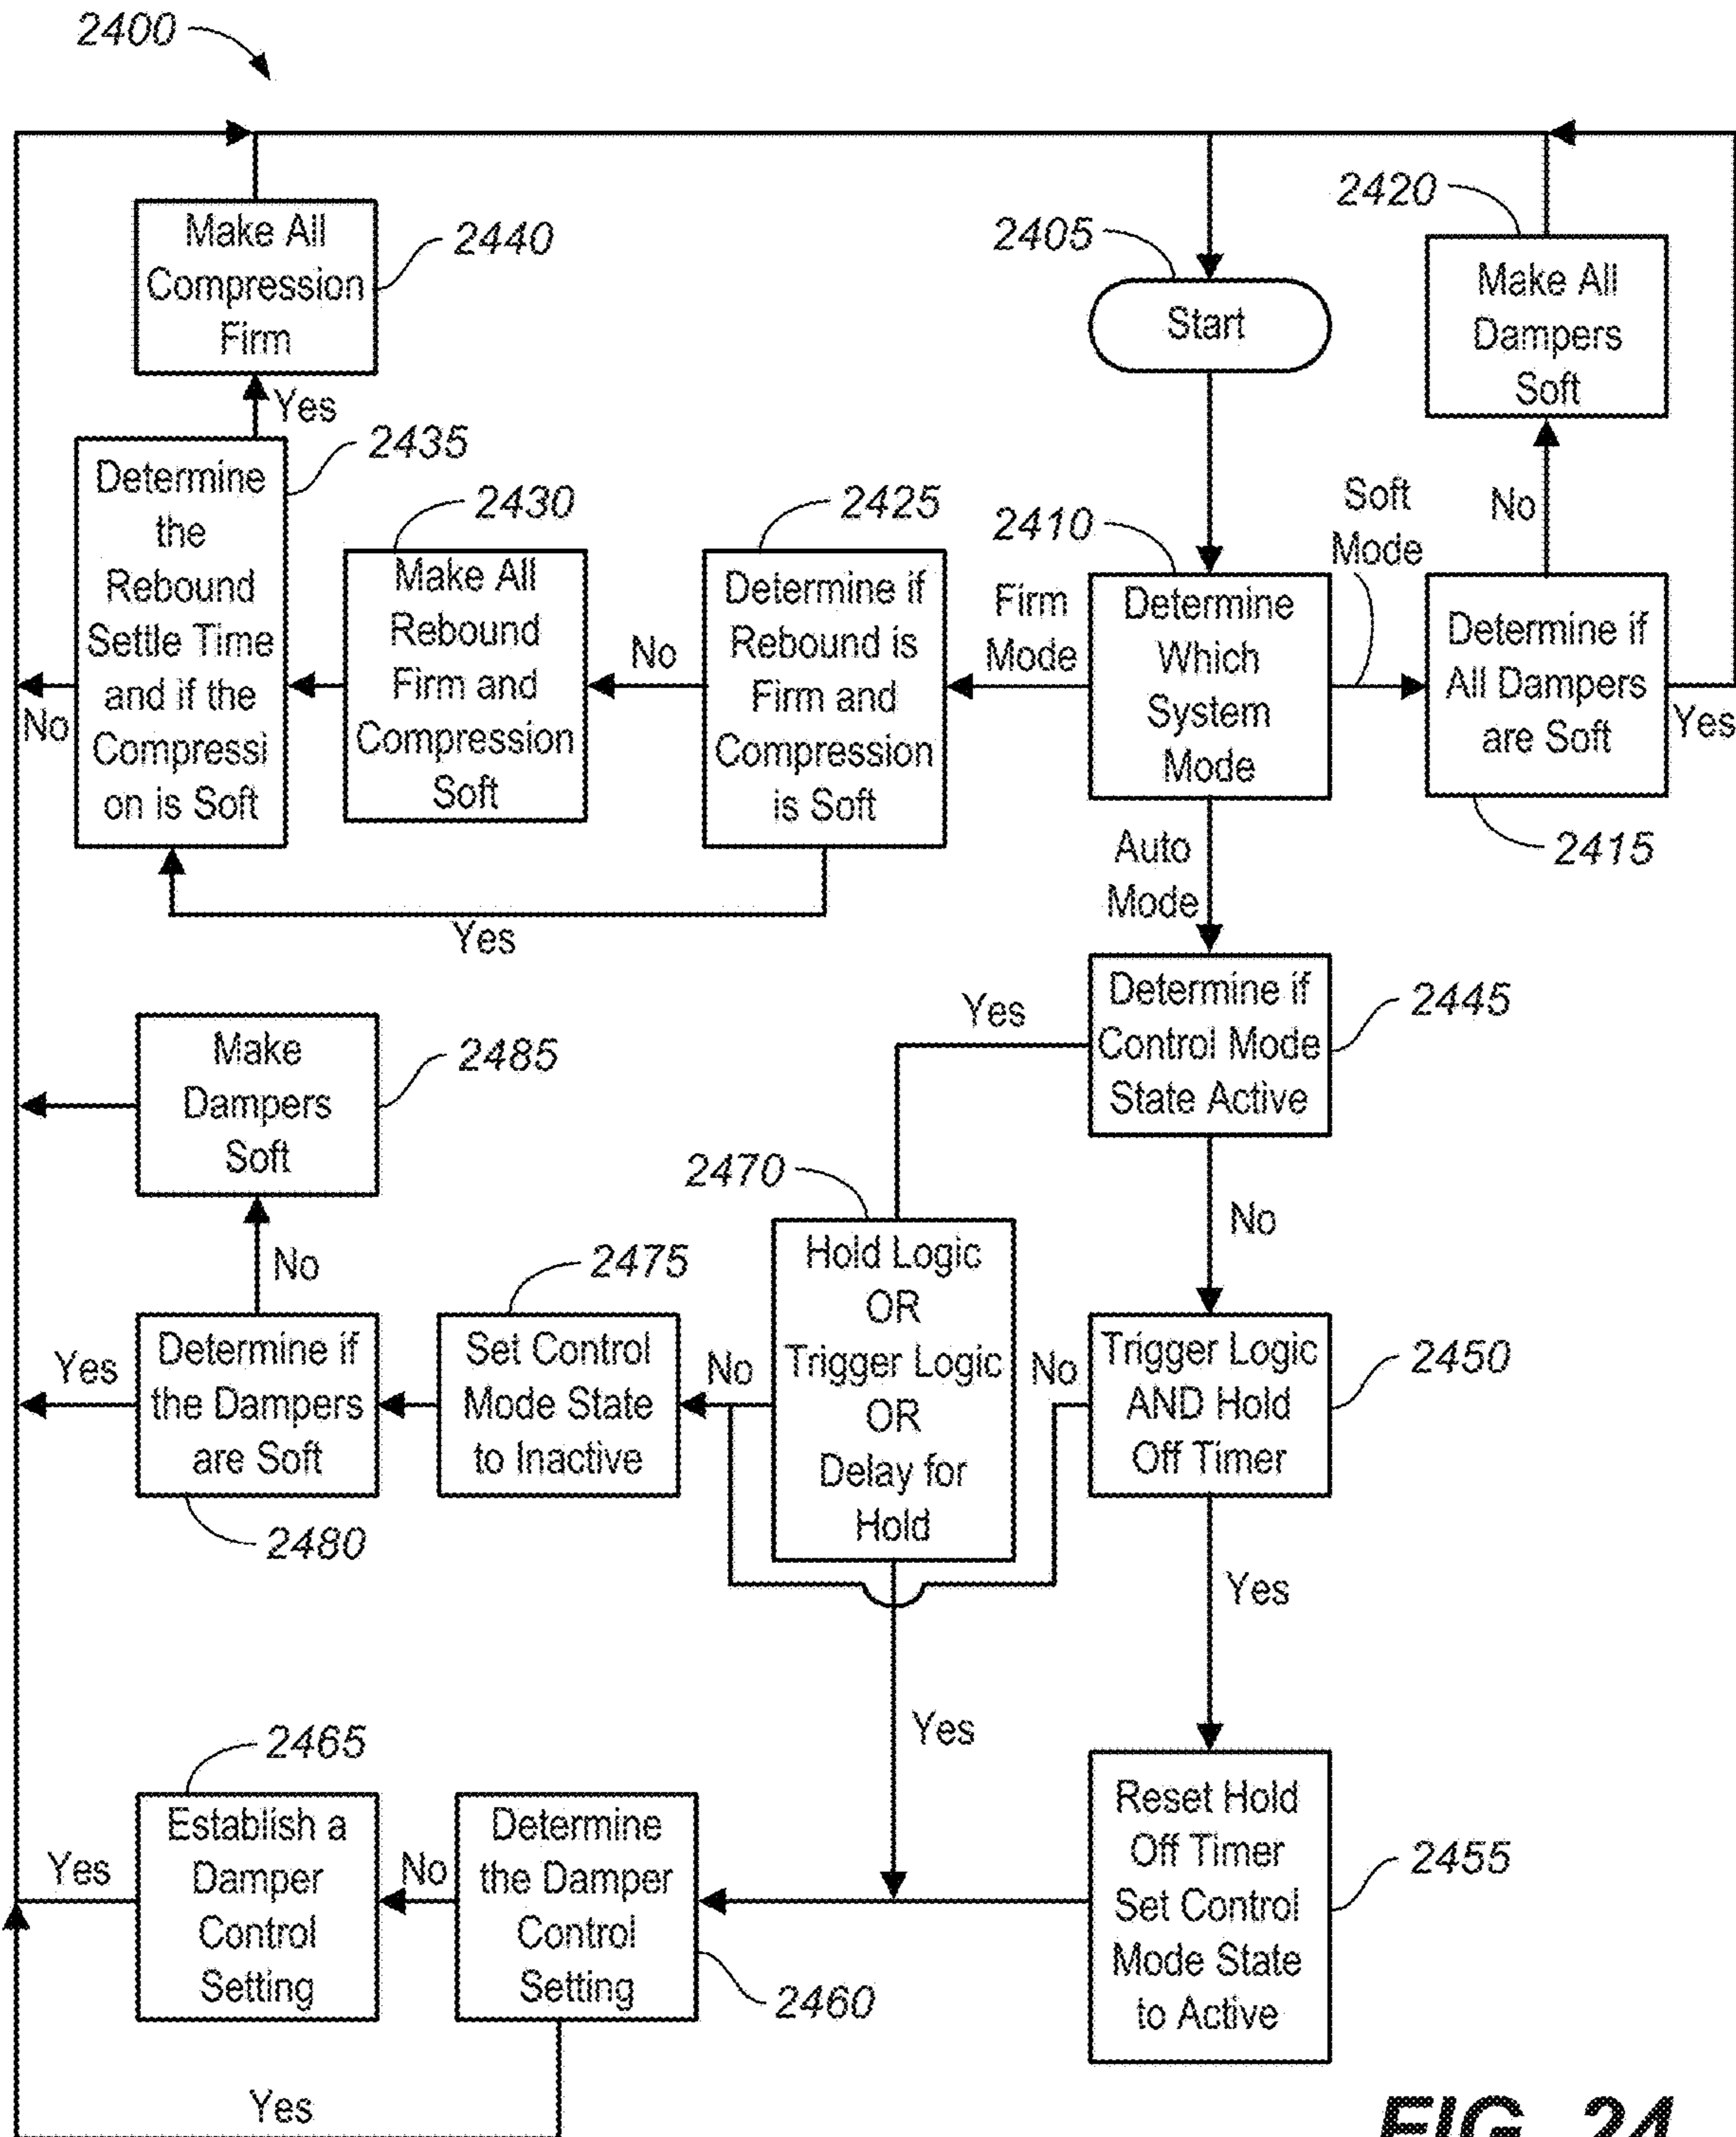 2400
Make All
Compression
Firm
2440
2405
Start
2420
Make All
Dampers
Soft
Yes
2435
Determine
the
Rebound
Settle Time
and if the
Compressi
on is Soft
No
2430
Make All
Rebound
Firm and
Compression
Soft
No
2425
Determine if
Rebound is
Firm and
Compression
is Soft
Yes
Firm
Mode
2410
Determine
Which
System
Mode
Soft
Mode
No
Determine if
All Dampers
are Soft
Yes
2415
Auto
Mode
Determine if
Control Mode
State Active
2445
Yes
No
Make
Dampers
Soft
2485
No
2470
Hold Logic
OR
Trigger Logic
OR
Delay for
Hold
2475
Set Control
Mode State
to Inactive
No
Yes
Determine if
the Dampers
are Soft
2480
No
Trigger Logic
AND Hold
Off Timer
2450
Yes
Yes
2465
Establish a
Damper
Control
Setting
Yes
No
Determine
the Damper
Control
Setting
2460
Reset Hold
Off Timer
Set Control
Mode State
to Active
2455
Yes
FIG. 24